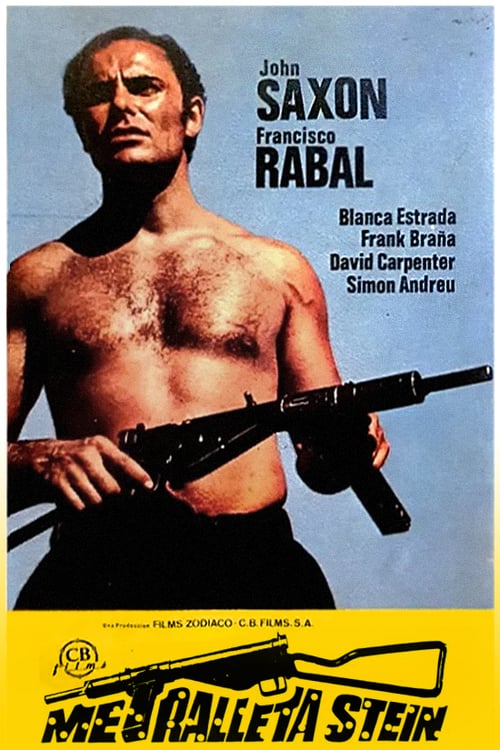 John
SAXON
Francisco
RABAL
Blanca Estrada
Frank Braña
David Carpenter
Simon Andreu
Una Produccion FILMS ZODIACO - C.B. FILMS, S.A.
CB
films
METRALLETA STEIN